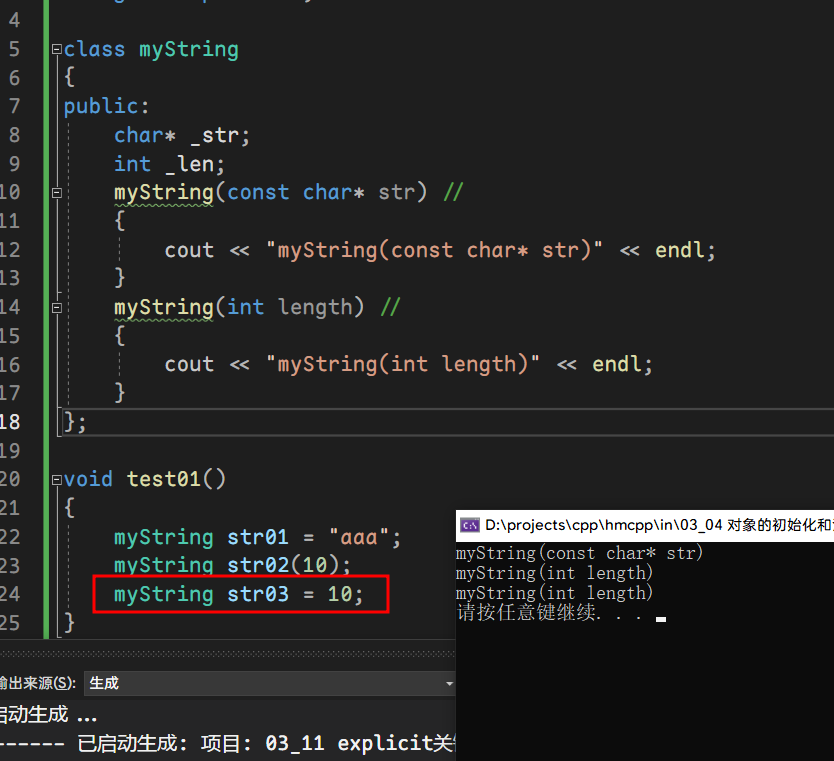 4
5 class myString
6 {
7 public:
8 char* _str;
9 int _len;
10 myString(const char* str) //
11 {
12 cout << "myString(const char* str)" << endl;
13 }
14 myString(int length) //
15 {
16 cout << "myString(int length)" << endl;
17 }
18 };
19
20 void test01()
21 {
22 myString str01 = "aaa";
23 myString str02(10);
24 myString str03 = 10;
25 }
D:\projects\cpp\hmcpp\in\03_04 对象的初始化和
myString(const char* str)
myString(int length)
myString(int length)
请按任意键继续. . .
输出来源(S): 生成
启动生成 ...
------ 已启动生成: 项目: 03_11 explicit关